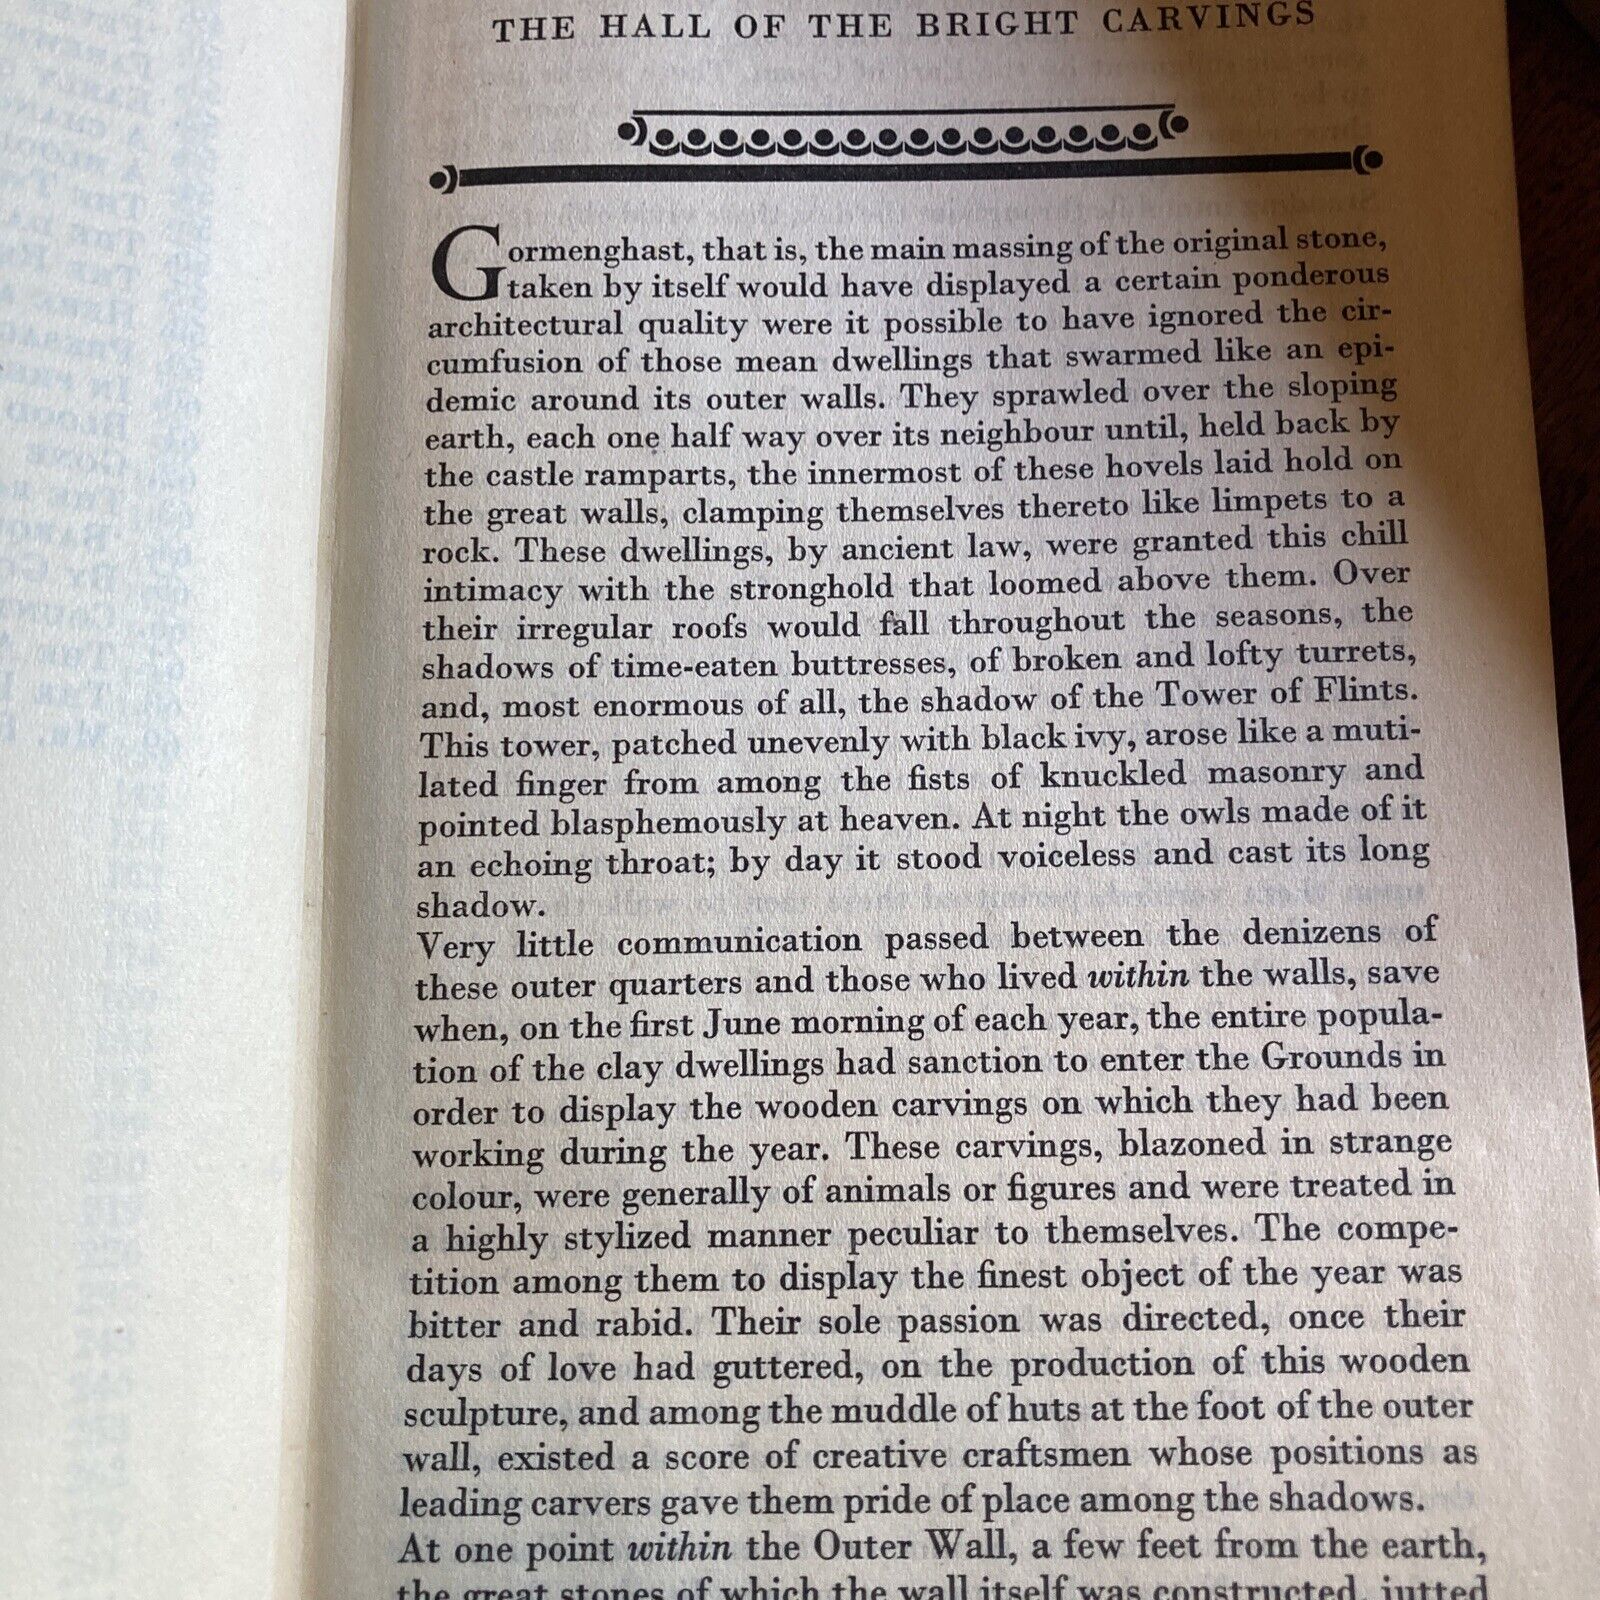 THE HALL OF THE BRIGHT CARVINGS
Gormenghast, that is, the main massing of the original stone,
taken by itself would have displayed a certain ponderous
architectural quality were it possible to have ignored the cir-
cumfusion of those mean dwellings that swarmed like an epi-
demic around its outer walls. They sprawled over the sloping
earth, each one half way over its neighbour until, held back by
the castle ramparts, the innermost of these hovels laid hold on
the great walls, clamping themselves thereto like limpets to a
rock. These dwellings, by ancient law, were granted this chill
intimacy with the stronghold that loomed above them. Over
their irregular roofs would fall throughout the seasons, the
shadows of time-eaten buttresses, of broken and lofty turrets,
and, most enormous of all, the shadow of the Tower of Flints.
This tower, patched unevenly with black ivy, arose like a muti-
lated finger from among the fists of knuckled masonry and
pointed blasphemously at heaven. At night the owls made of it
an echoing throat; by day it stood voiceless and cast its long
shadow.
Very little communication passed between the denizens of
these outer quarters and those who lived within the walls, save
when, on the first June morning of each year, the entire popula-
tion of the clay dwellings had sanction to enter the Grounds in
order to display the wooden carvings on which they had been
working during the year. These carvings, blazoned in strange
colour, were generally of animals or figures and were treated in
a highly stylized manner peculiar to themselves. The compe-
tition among them to display the finest object of the year was
bitter and rabid. Their sole passion was directed, once their
days of love had guttered, on the production of this wooden
sculpture, and among the muddle of huts at the foot of the outer
wall, existed a score of creative craftsmen whose positions as
leading carvers gave them pride of place among the shadows.
At one point within the Outer Wall, a few feet from the earth,
the great stones of which the wall itself was constructed, jutted